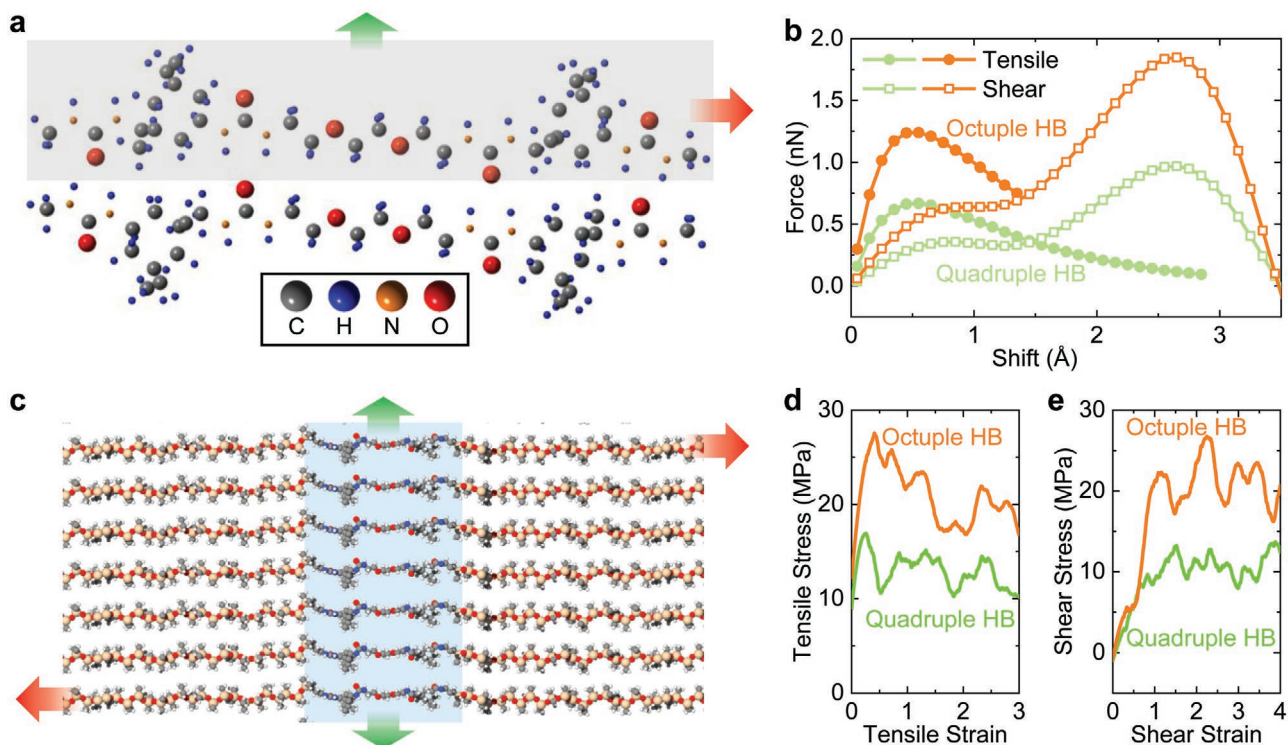 a
C H N O
b
Force (nN)
2.0
1.5
1.0
0.5
0.0
Tensile
Shear
Octuple HB
Quadruple HB
0 1 2 3
Shift (Å)
c
d
Tensile Stress (MPa)
30
20
10
0
Octuple HB
Quadruple HB
0 1 2 3
Tensile Strain
e
Shear Stress (MPa)
30
20
10
0
Octuple HB
Quadruple HB
0 1 2 3 4
Shear Strain